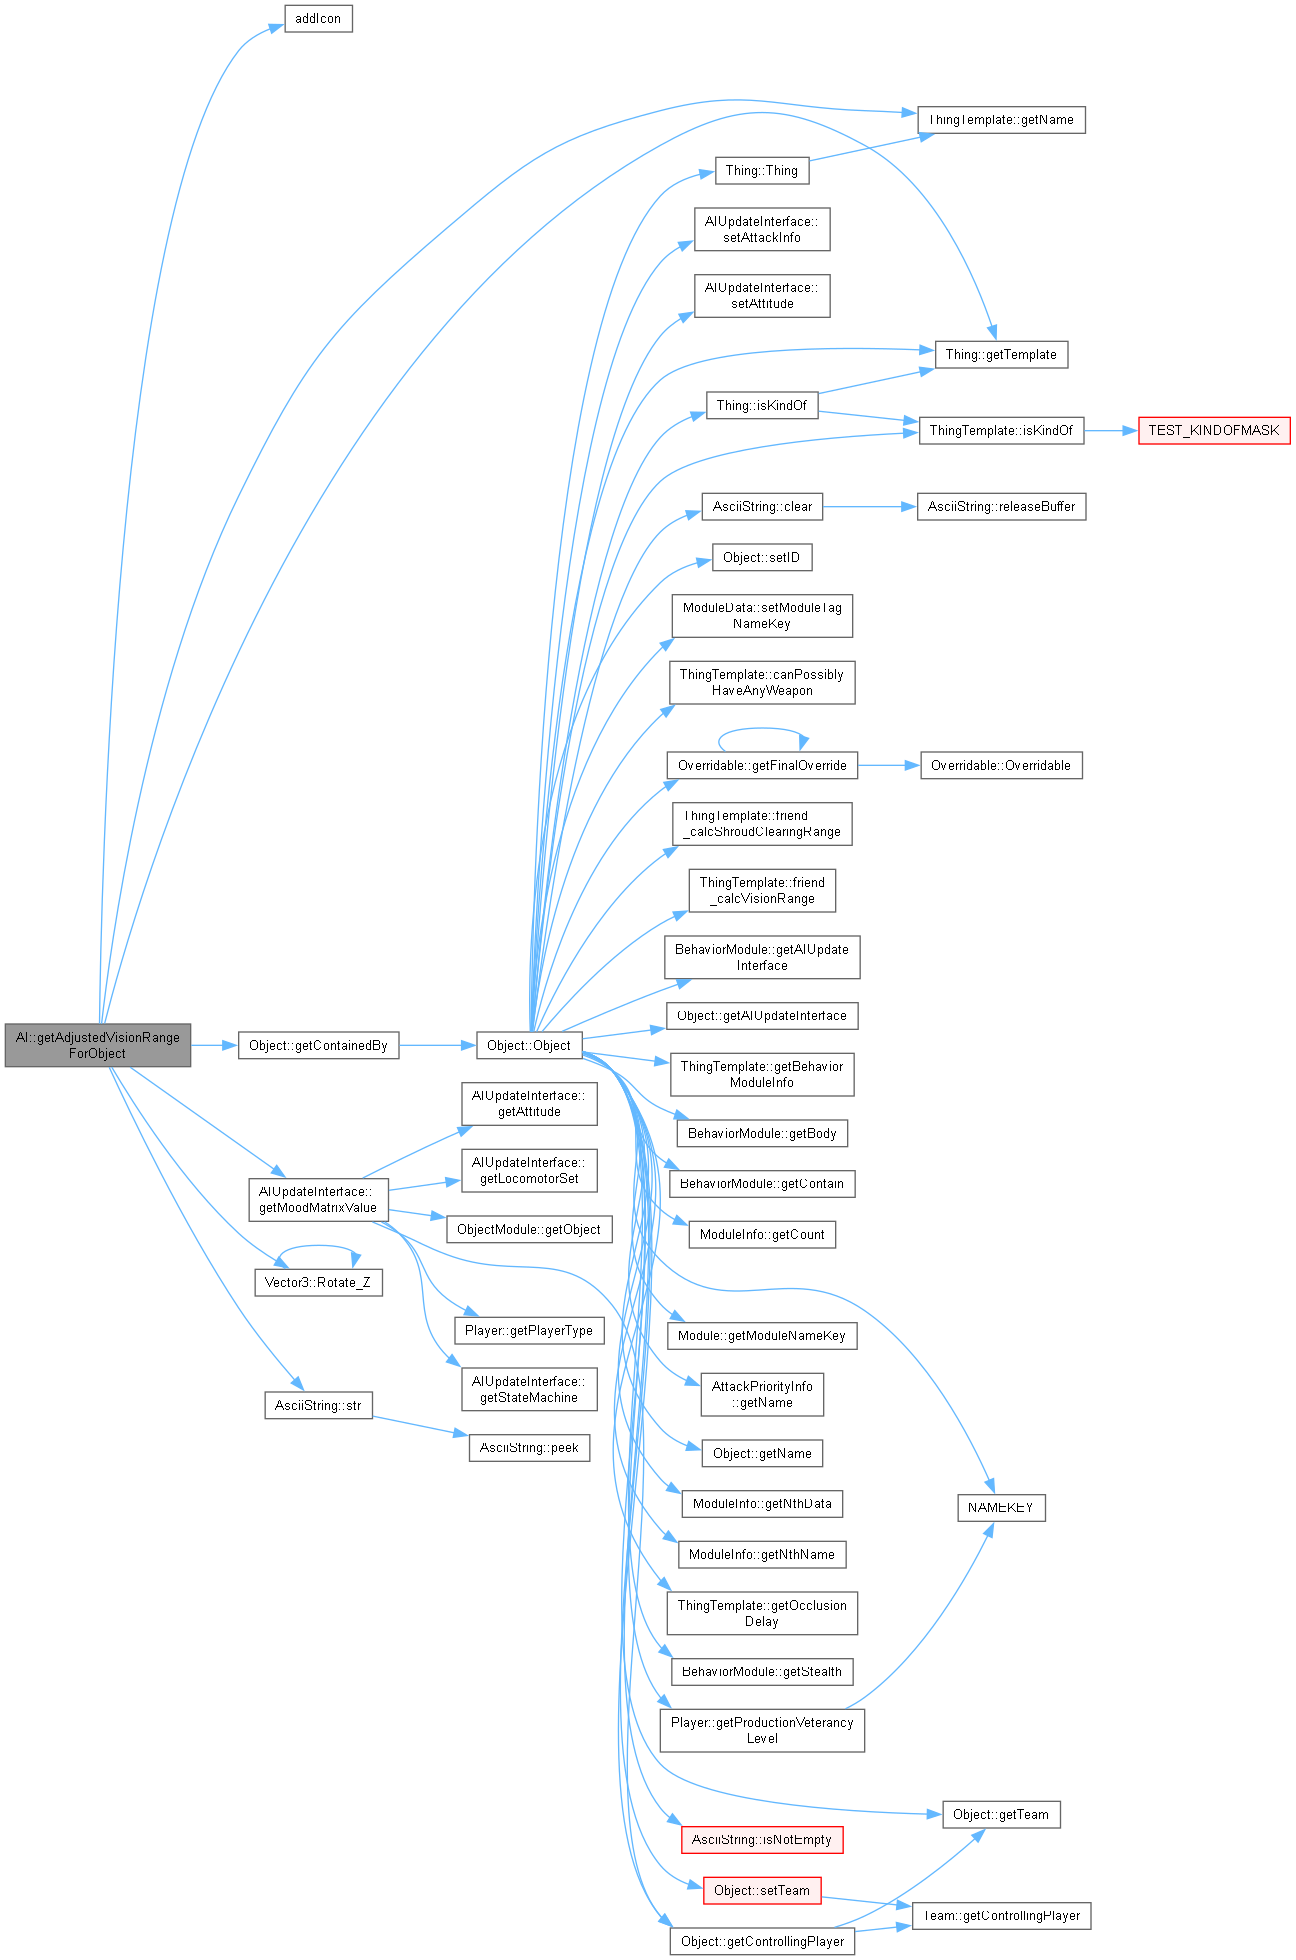 addIcon
ThingTemplate::getName
Thing::Thing
AIUpdateInterface::
setAttackInfo
AIUpdateInterface::
setAttitude
Thing::getTemplate
Thing::isKindOf
ThingTemplate::isKindOf
TEST_KINDOFMASK
AsciiString::clear
AsciiString::releaseBuffer
Object::setID
ModuleData::setModuleTag
NameKey
ThingTemplate::canPossibly
HaveAnyWeapon
Overridable::getFinalOverride
Overridable::Overridable
ThingTemplate::friend
_calcShroudClearingRange
ThingTemplate::friend
_calcVisionRange
BehaviorModule::getAIUpdate
Interface
Object::getAIUpdateInterface
AI::getAdjustedVisionRange
ForObject
Object::getContainedBy
Object::Object
ThingTemplate::getBehavior
ModuleInfo
AIUpdateInterface::
getAttitude
BehaviorModule::getBody
AIUpdateInterface::
getLocomotorSet
BehaviorModule::getContain
AIUpdateInterface::
getMoodMatrixValue
ObjectModule::getObject
ModuleInfo::getCount
Vector3::Rotate_Z
Player::getPlayerType
Module::getModuleNameKey
AIUpdateInterface::
getStateMachine
AttackPriorityInfo
::getName
AsciiString::str
AsciiString::peek
Object::getName
ModuleInfo::getNthData
NAMEKEY
ModuleInfo::getNthName
ThingTemplate::getOcclusion
Delay
BehaviorModule::getStealth
Player::getProductionVeterancy
Level
Object::getTeam
AsciiString::isNotEmpty
Object::setTeam
Team::getControllingPlayer
Object::getControllingPlayer